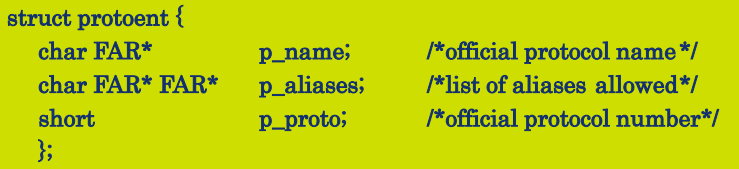 struct protoent {
char FAR* p_name; /*official protocol name*/
char FAR* FAR* p_aliases; /*list of aliases allowed*/
short p_proto; /*official protocol number*/
};